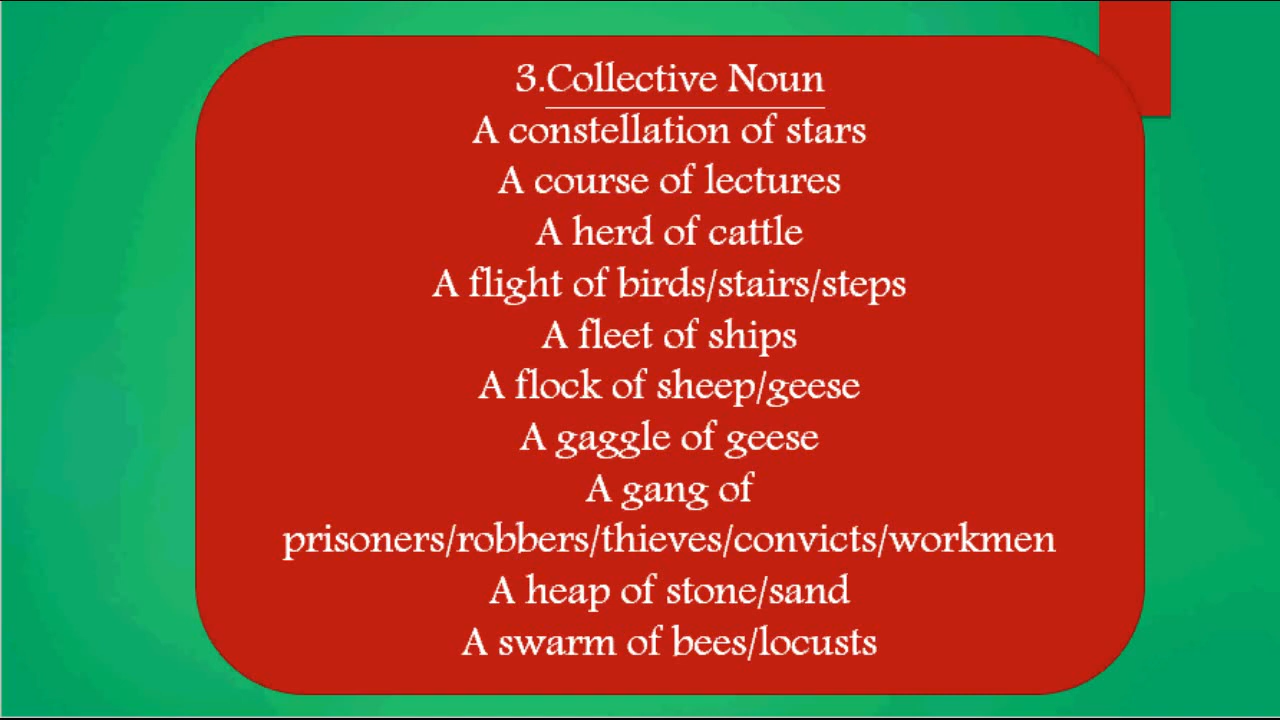 3.Collective Noun
A constellation of stars
A course of lectures
A herd of cattle
A flight of birds/stairs/steps
A fleet of ships
A flock of sheep/geese
A gaggle of geese
A gang of
prisoners/robbers/thieves/convicts/workmen
A heap of stone/sand
A swarm of bees/locusts